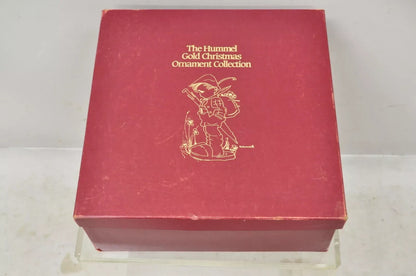 The Hummel
Gold Christmas
Ornament Collection